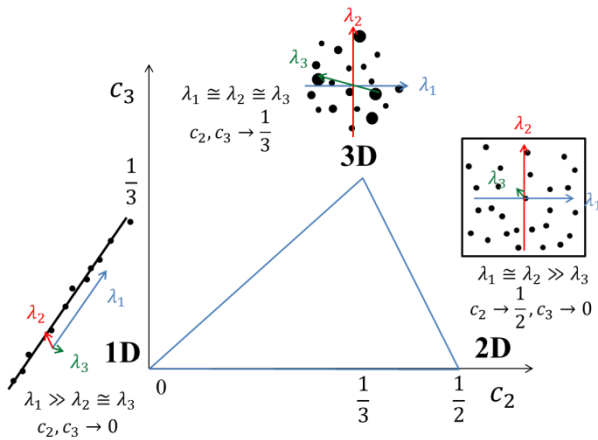 λ₂
λ₃
λ₁
λ₁ ≅ λ₂ ≅ λ₃
c₂, c₃ → 1/3
3D
c₃
1/3
λ₂
λ₃
λ₁
λ₁ ≅ λ₂ ≫ λ₃
c₂ → 1/2, c₃ → 0
λ₁
λ₂
λ₃
λ₁ ≫ λ₂ ≅ λ₃
c₂, c₃ → 0
1D
2D
0
1/3
1/2
c₂